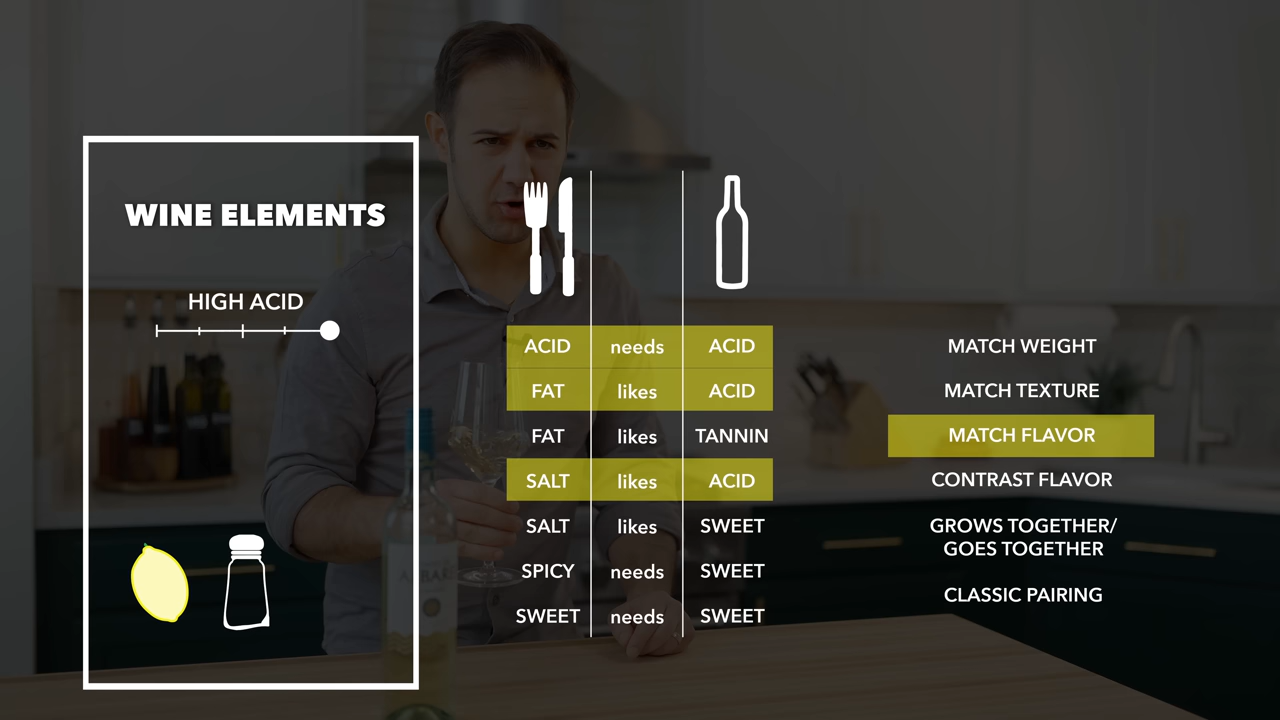 WINE ELEMENTS
HIGH ACID
ACID needs ACID
FAT likes ACID
FAT likes TANNIN
SALT likes ACID
SALT likes SWEET
SPICY needs SWEET
SWEET needs SWEET
MATCH WEIGHT
MATCH TEXTURE
MATCH FLAVOR
CONTRAST FLAVOR
GROWS TOGETHER/
GOES TOGETHER
CLASSIC PAIRING